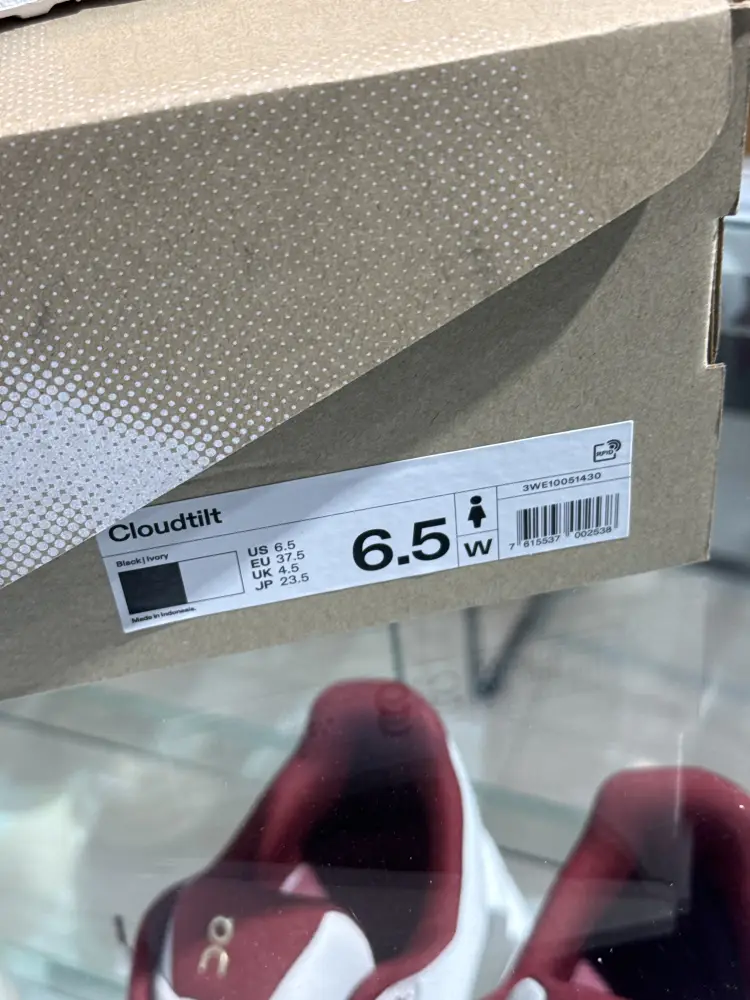 RFID
Cloudtilt
Black | Ivory
Made in Indonesia.
US 6.5
EU 37.5
UK 4.5
JP 23.5
6.5
W
3WE10051430
7 615537 002538